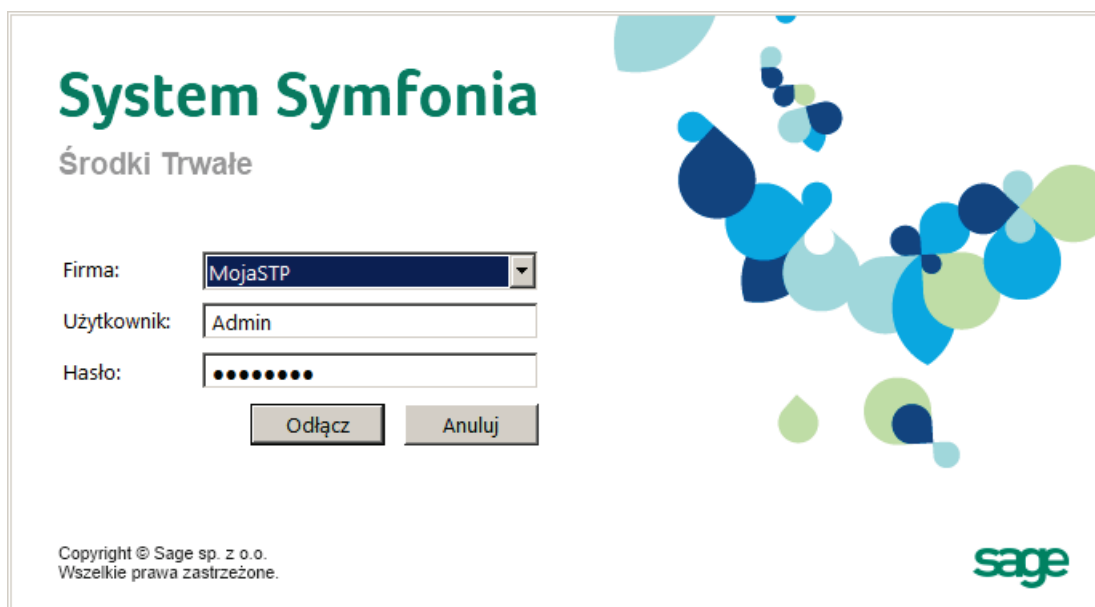 System Symfonia
Środki Trwałe
Firma: MojaSTP
Użytkownik: Admin
Hasło: ●●●●●●●●
Odłącz Anuluj
Copyright © Sage sp. z o.o.
Wszelkie prawa zastrzeżone.
sage